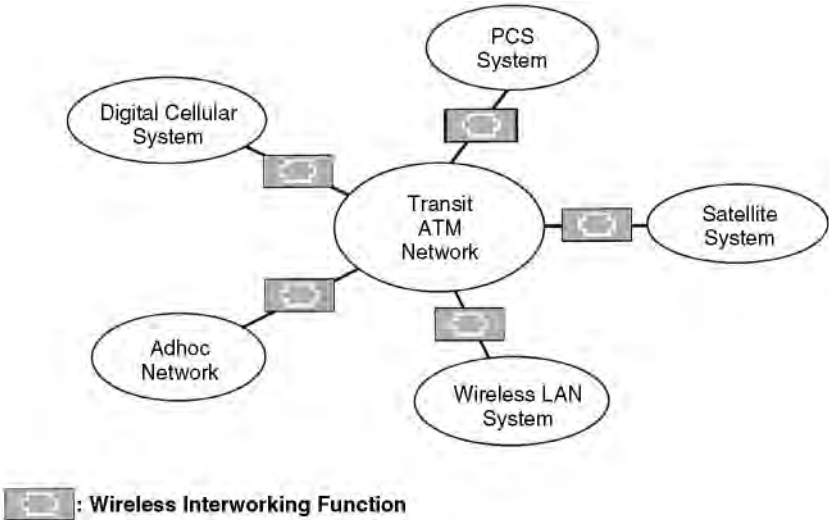 PCS
System
Digital Cellular
System
Transit
ATM
Network
Satellite
System
Adhoc
Network
Wireless LAN
System
: Wireless Interworking Function